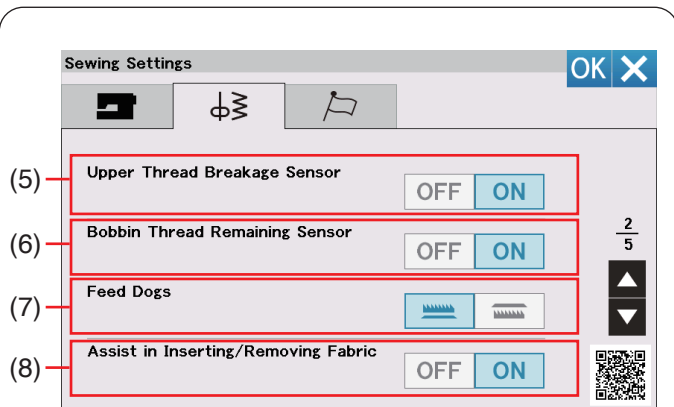 Sewing Settings
OK
(5)
Upper Thread Breakage Sensor
OFF ON
(6)
Bobbin Thread Remaining Sensor
OFF ON
2
5
(7)
Feed Dogs
(8)
Assist in Inserting/Removing Fabric
OFF ON